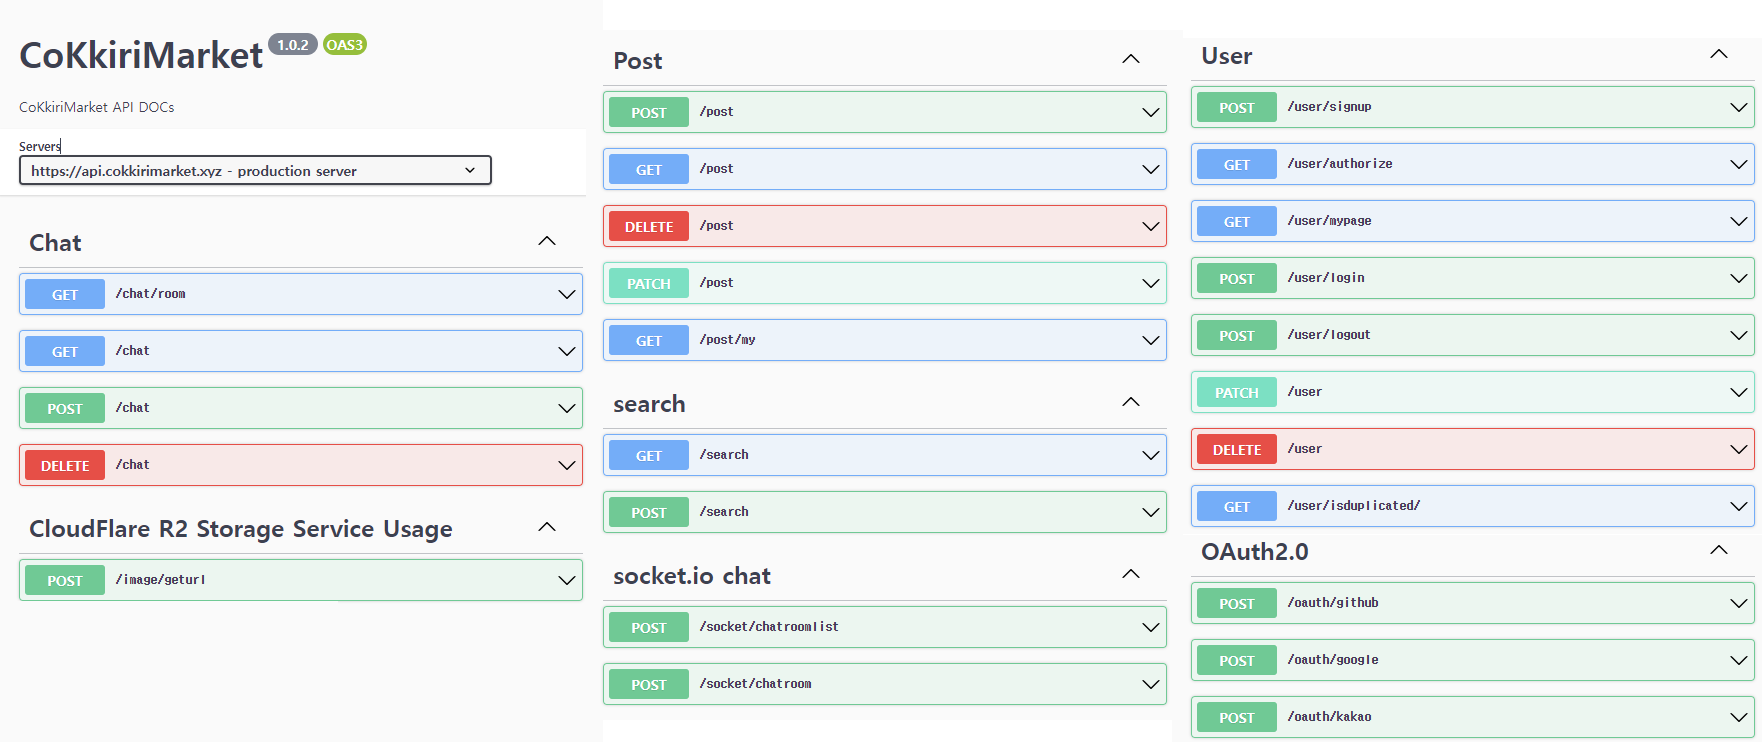 CoKkiriMarket 1.0.2 OAS3
CoKkiriMarket API DOCs
Servers
https://api.cokkirimarket.xyz - production server
Chat
GET /chat/room
GET /chat
POST /chat
DELETE /chat
CloudFlare R2 Storage Service Usage
POST /image/geturl
Post
POST /post
GET /post
DELETE /post
PATCH /post
GET /post/my
search
GET /search
POST /search
socket.io chat
POST /socket/chatroomlist
POST /socket/chatroom
User
POST /user/signup
GET /user/authorize
GET /user/mypage
POST /user/login
POST /user/logout
PATCH /user
DELETE /user
GET /user/isduplicated/
OAuth2.0
POST /oauth/github
POST /oauth/google
POST /oauth/kakao